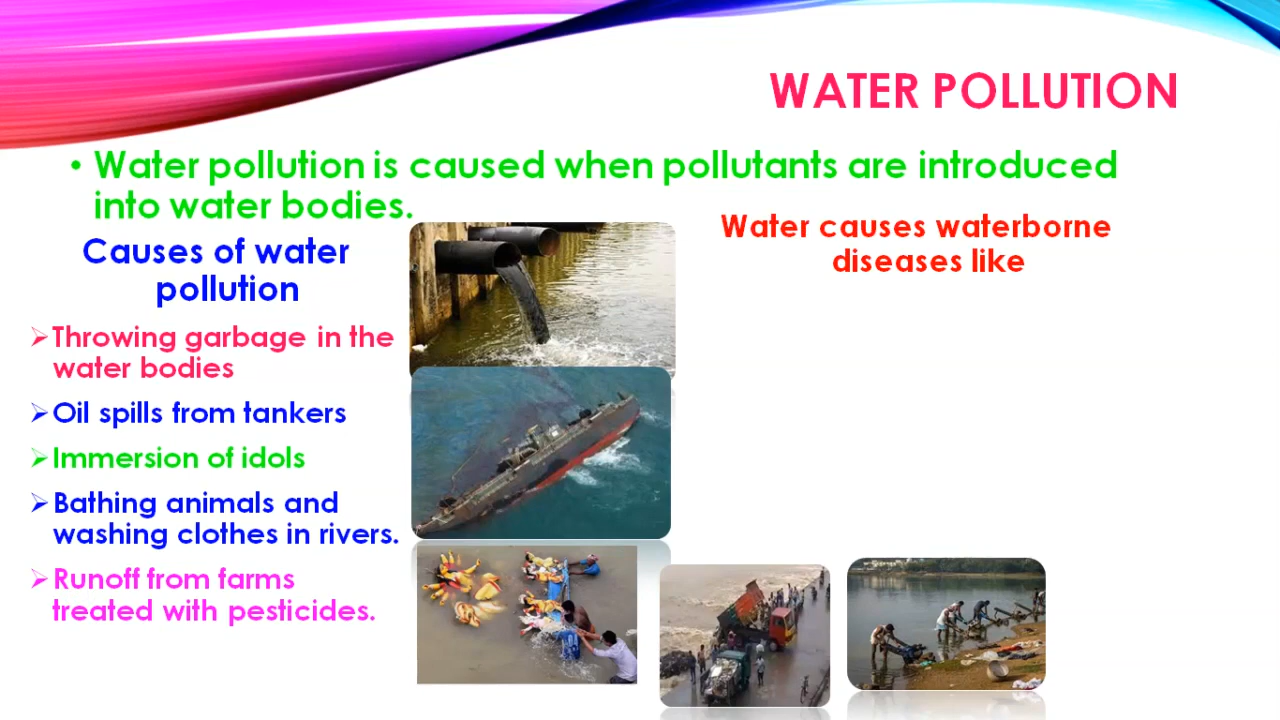 WATER POLLUTION
• Water pollution is caused when pollutants are introduced
into water bodies.
Causes of water
pollution
➢Throwing garbage in the
water bodies
➢Oil spills from tankers
➢Immersion of idols
➢Bathing animals and
washing clothes in rivers.
➢Runoff from farms
treated with pesticides.
Water causes waterborne
diseases like